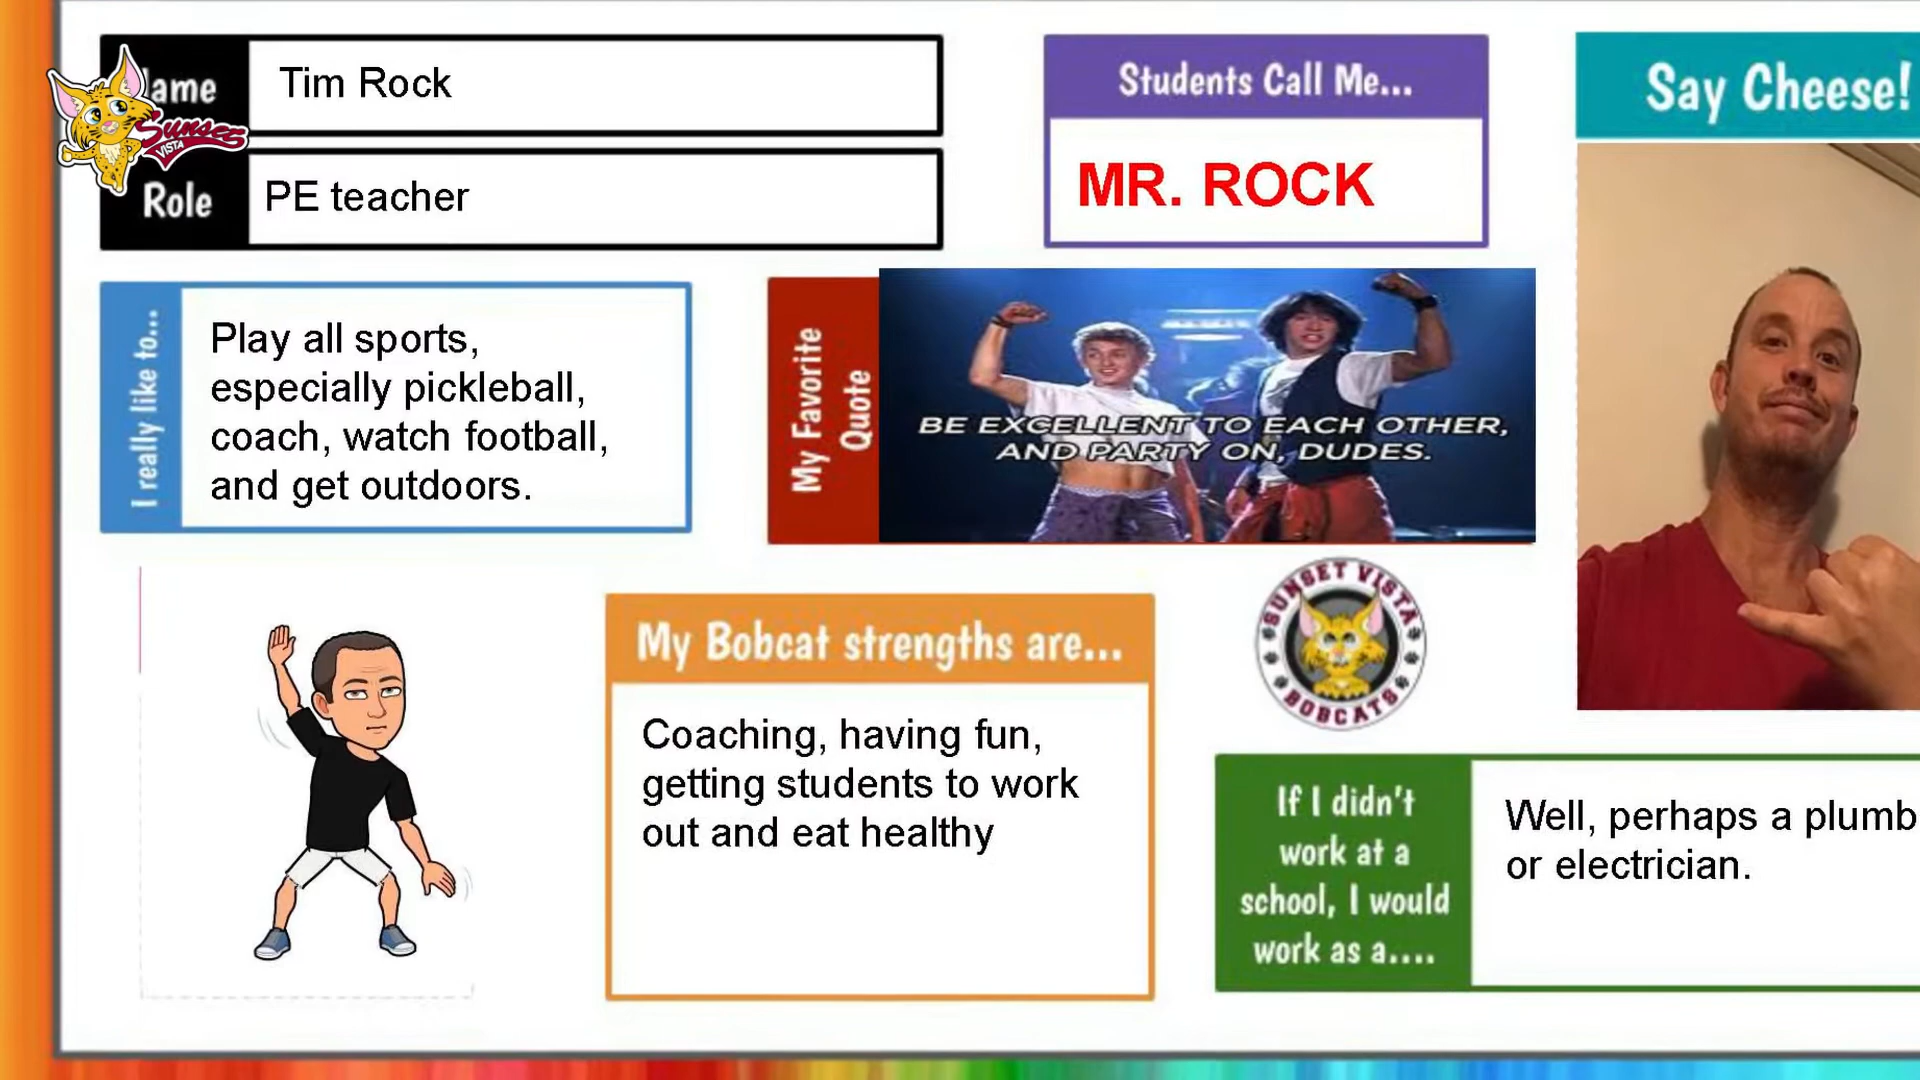 ame
Tim Rock
Sunset
VISTA
Role
PE teacher
Students Call Me...
MR. ROCK
Say Cheese!
I really like to...
Play all sports,
especially pickleball,
coach, watch football,
and get outdoors.
My Favorite
Quote
BE EXCELLENT TO EACH OTHER,
AND PARTY ON, DUDES.
My Bobcat strengths are...
Coaching, having fun,
getting students to work
out and eat healthy
SUNSET VISTA
BOBCATS
If I didn't
work at a
school, I would
work as a....
Well, perhaps a plumb
or electrician.